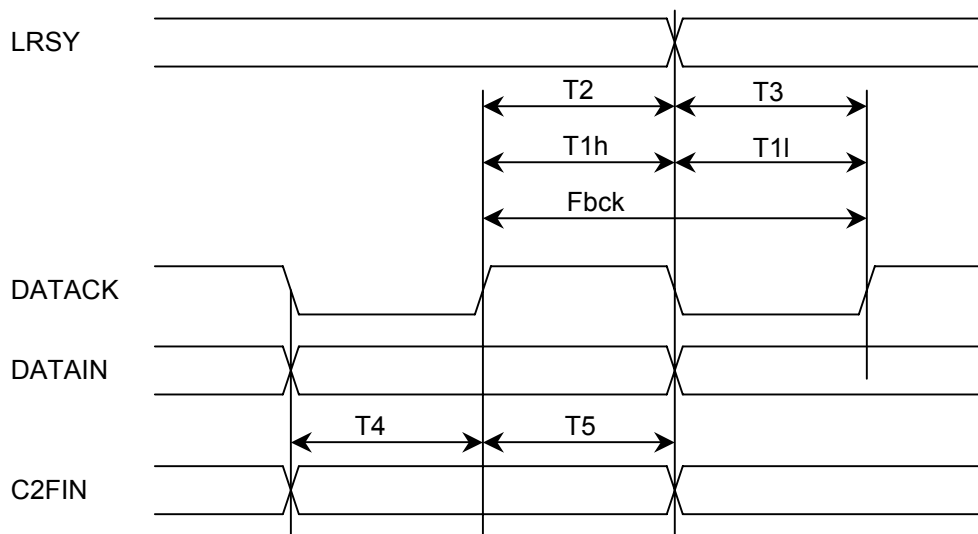 LRSY
T2 T3
T1h T1l
Fbck
DATACK
DATAIN
T4 T5
C2FIN